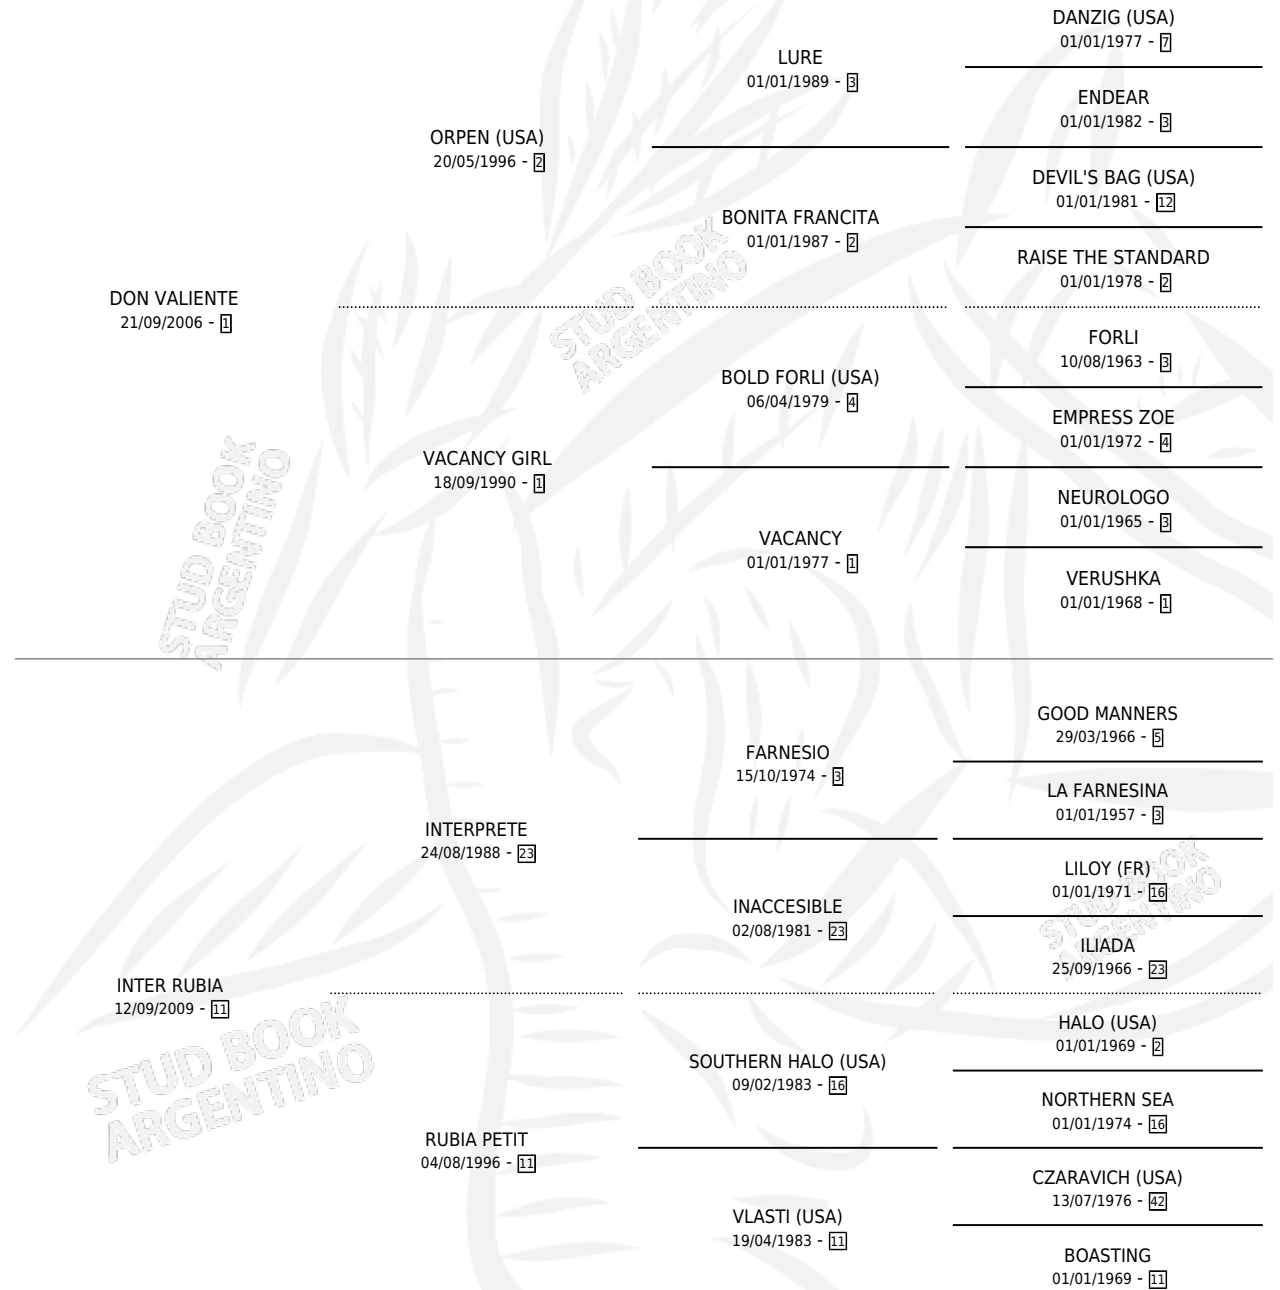 DANZIG (USA)
01/01/1977 - 7
LURE
01/01/1989 - 3
ENDEAR
01/01/1982 - 3
ORPEN (USA)
20/05/1996 - 2
DEVIL'S BAG (USA)
01/01/1981 - 12
BONITA FRANCITA
01/01/1987 - 2
RAISE THE STANDARD
01/01/1978 - 2
DON VALIENTE
21/09/2006 - 1
FORLI
10/08/1963 - 3
BOLD FORLI (USA)
06/04/1979 - 4
EMPRESS ZOE
01/01/1972 - 4
VACANCY GIRL
18/09/1990 - 1
NEUROLOGO
01/01/1965 - 3
VACANCY
01/01/1977 - 1
VERUSHKA
01/01/1968 - 1
GOOD MANNERS
29/03/1966 - 5
FARNESIO
15/10/1974 - 3
LA FARNESINA
01/01/1957 - 3
INTERPRETE
24/08/1988 - 23
LILOY (FR)
01/01/1971 - 16
INACCESIBLE
02/08/1981 - 23
ILIADA
25/09/1966 - 23
INTER RUBIA
12/09/2009 - 11
HALO (USA)
01/01/1969 - 2
SOUTHERN HALO (USA)
09/02/1983 - 16
NORTHERN SEA
01/01/1974 - 16
RUBIA PETIT
04/08/1996 - 11
CZARAVICH (USA)
13/07/1976 - 42
VLASTI (USA)
19/04/1983 - 11
BOASTING
01/01/1969 - 11
STUD BOOK
ARGENTINO
STUD BOOK
ARGENTINO
STUD BOOK
ARGENTINO
STUD BOOK
ARGENTINO